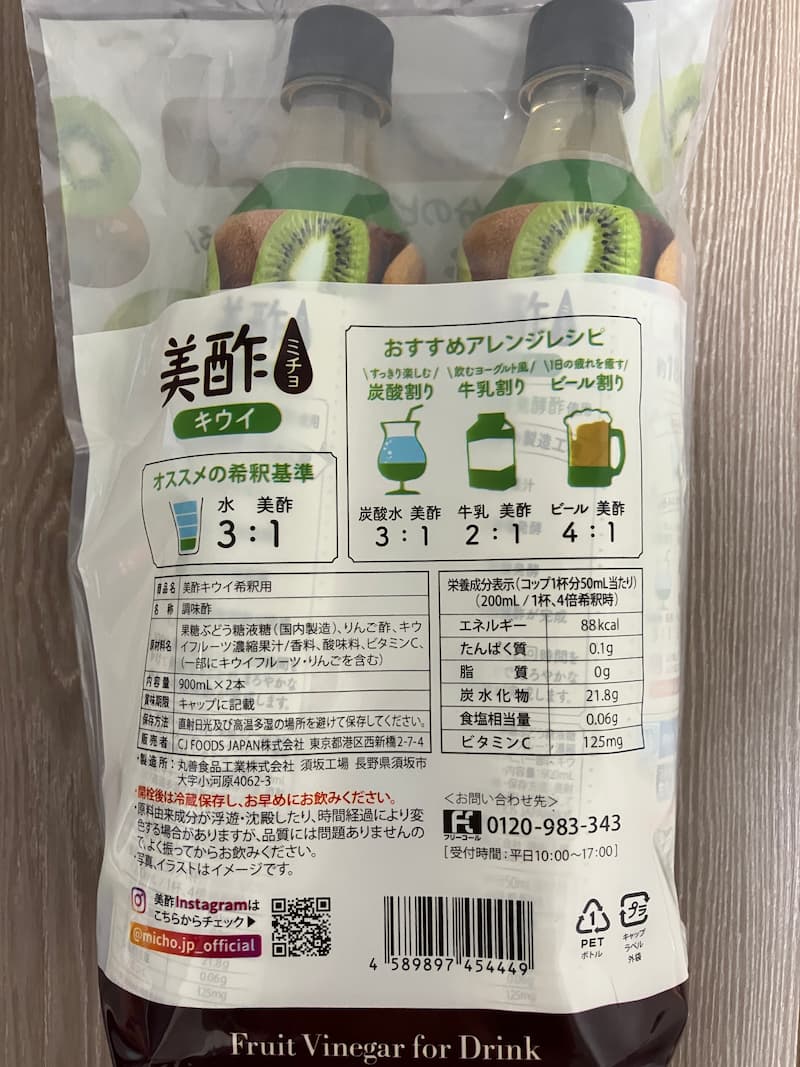 美酢
ミチョ
キウイ
オススメの希釈基準
水 美酢
3:1
おすすめアレンジレシピ
\すっきり楽しむ/
炭酸割り
\飲むヨーグルト風/
牛乳割り
\1日の疲れを癒す/
ビール割り
炭酸水 美酢
3:1
牛乳 美酢
2:1
ビール 美酢
4:1
商品名 美酢キウイ希釈用
名称 調味酢
原材料名 果糖ぶどう糖液糖(国内製造)、りんご酢、キウ
イフルーツ濃縮果汁/香料、酸味料、ビタミンC、
(一部にキウイフルーツ・りんごを含む)
内容量 900mL×2本
賞味期限 キャップに記載
保存方法 直射日光及び高温多湿の場所を避けて保存してください。
販売者 CJ FOODS JAPAN株式会社 東京都港区西新橋2-7-4
・製造所:丸善食品工業株式会社 須坂工場 長野県須坂市
大字小河原4062-3
・開栓後は冷蔵保存し、お早めにお飲みください。
・原料由来成分が浮遊・沈殿したり、時間経過により変
色する場合がありますが、品質には問題ありませんの
で、よく振ってからお飲みください。
・写真、イラストはイメージです。
栄養成分表示(コップ1杯分50mL当たり)
(200mL/1杯、4倍希釈時)
エネルギー 88kcal
たんぱく質 0.1g
脂質 0g
炭水化物 21.8g
食塩相当量 0.06g
ビタミンC 125mg
<お問い合わせ先>
フリーコール
0120-983-343
[受付時間:平日10:00〜17:00]
美酢Instagramは
こちらからチェック▶
@micho.jp_official
4 589897 454449
1
PET
ボトル
プラ
キャップ
ラベル
外袋
Fruit Vinegar for Drink